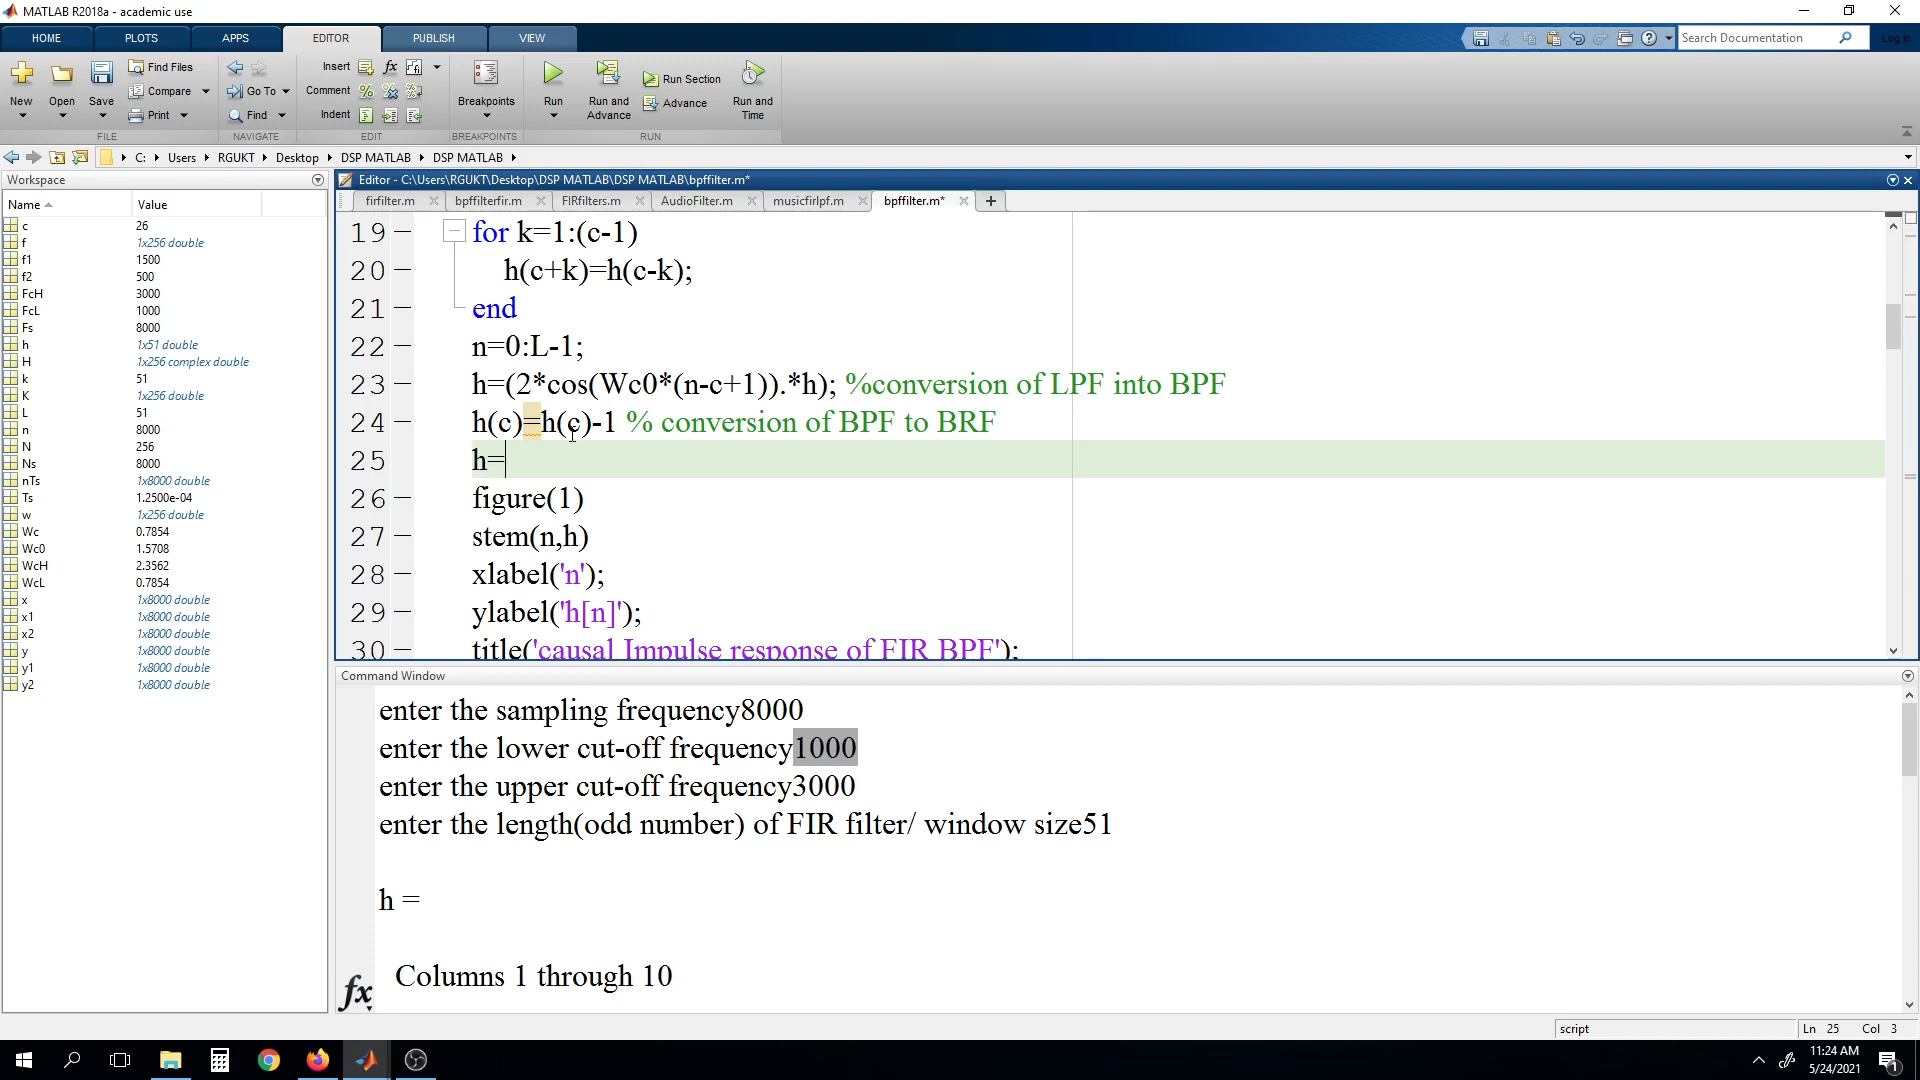 MATLAB R2018a - academic use
HOME PLOTS APPS EDITOR PUBLISH VIEW
Search Documentation
Log In
New Open Save
Find Files
Compare
Print
Go To
Find
Insert fx
Comment
Indent
Breakpoints
Run
Run and Advance
Run Section
Advance
Run and Time
FILE NAVIGATE EDIT BREAKPOINTS RUN
C: Users RGUKT Desktop DSP MATLAB DSP MATLAB
Workspace
Name Value
c 26
f 1x256 double
f1 1500
f2 500
FcH 3000
FcL 1000
Fs 8000
h 1x51 double
H 1x256 complex double
k 51
K 1x256 double
L 51
n 8000
N 256
Ns 8000
nTs 1x8000 double
Ts 1.2500e-04
w 1x256 double
Wc 0.7854
Wc0 1.5708
WcH 2.3562
WcL 0.7854
x 1x8000 double
x1 1x8000 double
x2 1x8000 double
y 1x8000 double
y1 1x8000 double
y2 1x8000 double
Editor - C:\Users\RGUKT\Desktop\DSP MATLAB\DSP MATLAB\bpffilter.m*
firfilter.m bpffilterfir.m FIRfilters.m AudioFilter.m musicfirlpf.m bpffilter.m*
19 – for k=1:(c-1)
20 – h(c+k)=h(c-k);
21 – end
22 – n=0:L-1;
23 – h=(2*cos(Wc0*(n-c+1)).*h); %conversion of LPF into BPF
24 – h(c)=h(c)-1 % conversion of BPF to BRF
25 h=
26 – figure(1)
27 – stem(n,h)
28 – xlabel('n');
29 – ylabel('h[n]');
30 – title('causal Impulse response of FIR BPF');
Command Window
enter the sampling frequency8000
enter the lower cut-off frequency1000
enter the upper cut-off frequency3000
enter the length(odd number) of FIR filter/ window size51
h =
Columns 1 through 10
fx
script
Ln 25 Col 3
11:24 AM
5/24/2021
1